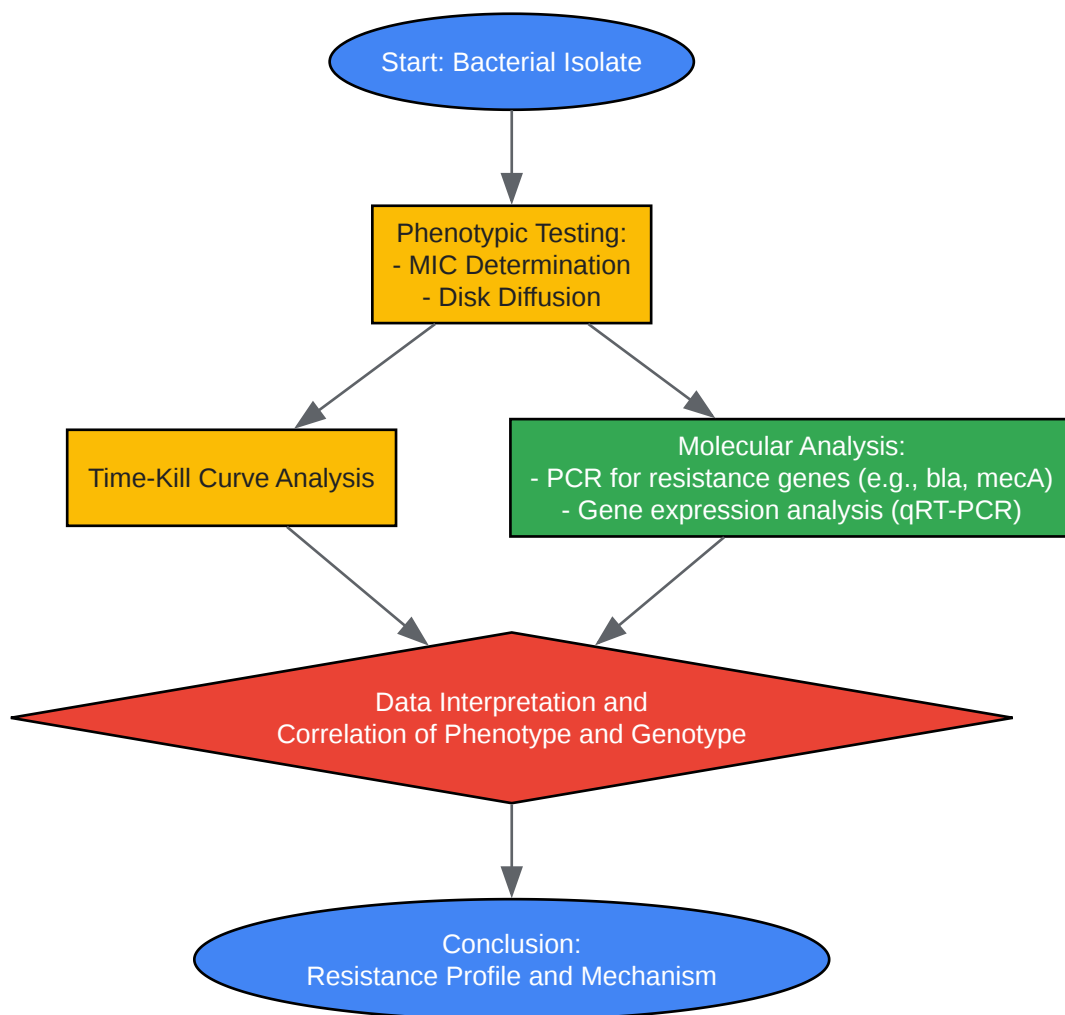 Start: Bacterial Isolate
Phenotypic Testing:
- MIC Determination
- Disk Diffusion
Time-Kill Curve Analysis
Molecular Analysis:
- PCR for resistance genes (e.g., bla, mecA)
- Gene expression analysis (qRT-PCR)
Data Interpretation and
Correlation of Phenotype and Genotype
Conclusion:
Resistance Profile and Mechanism